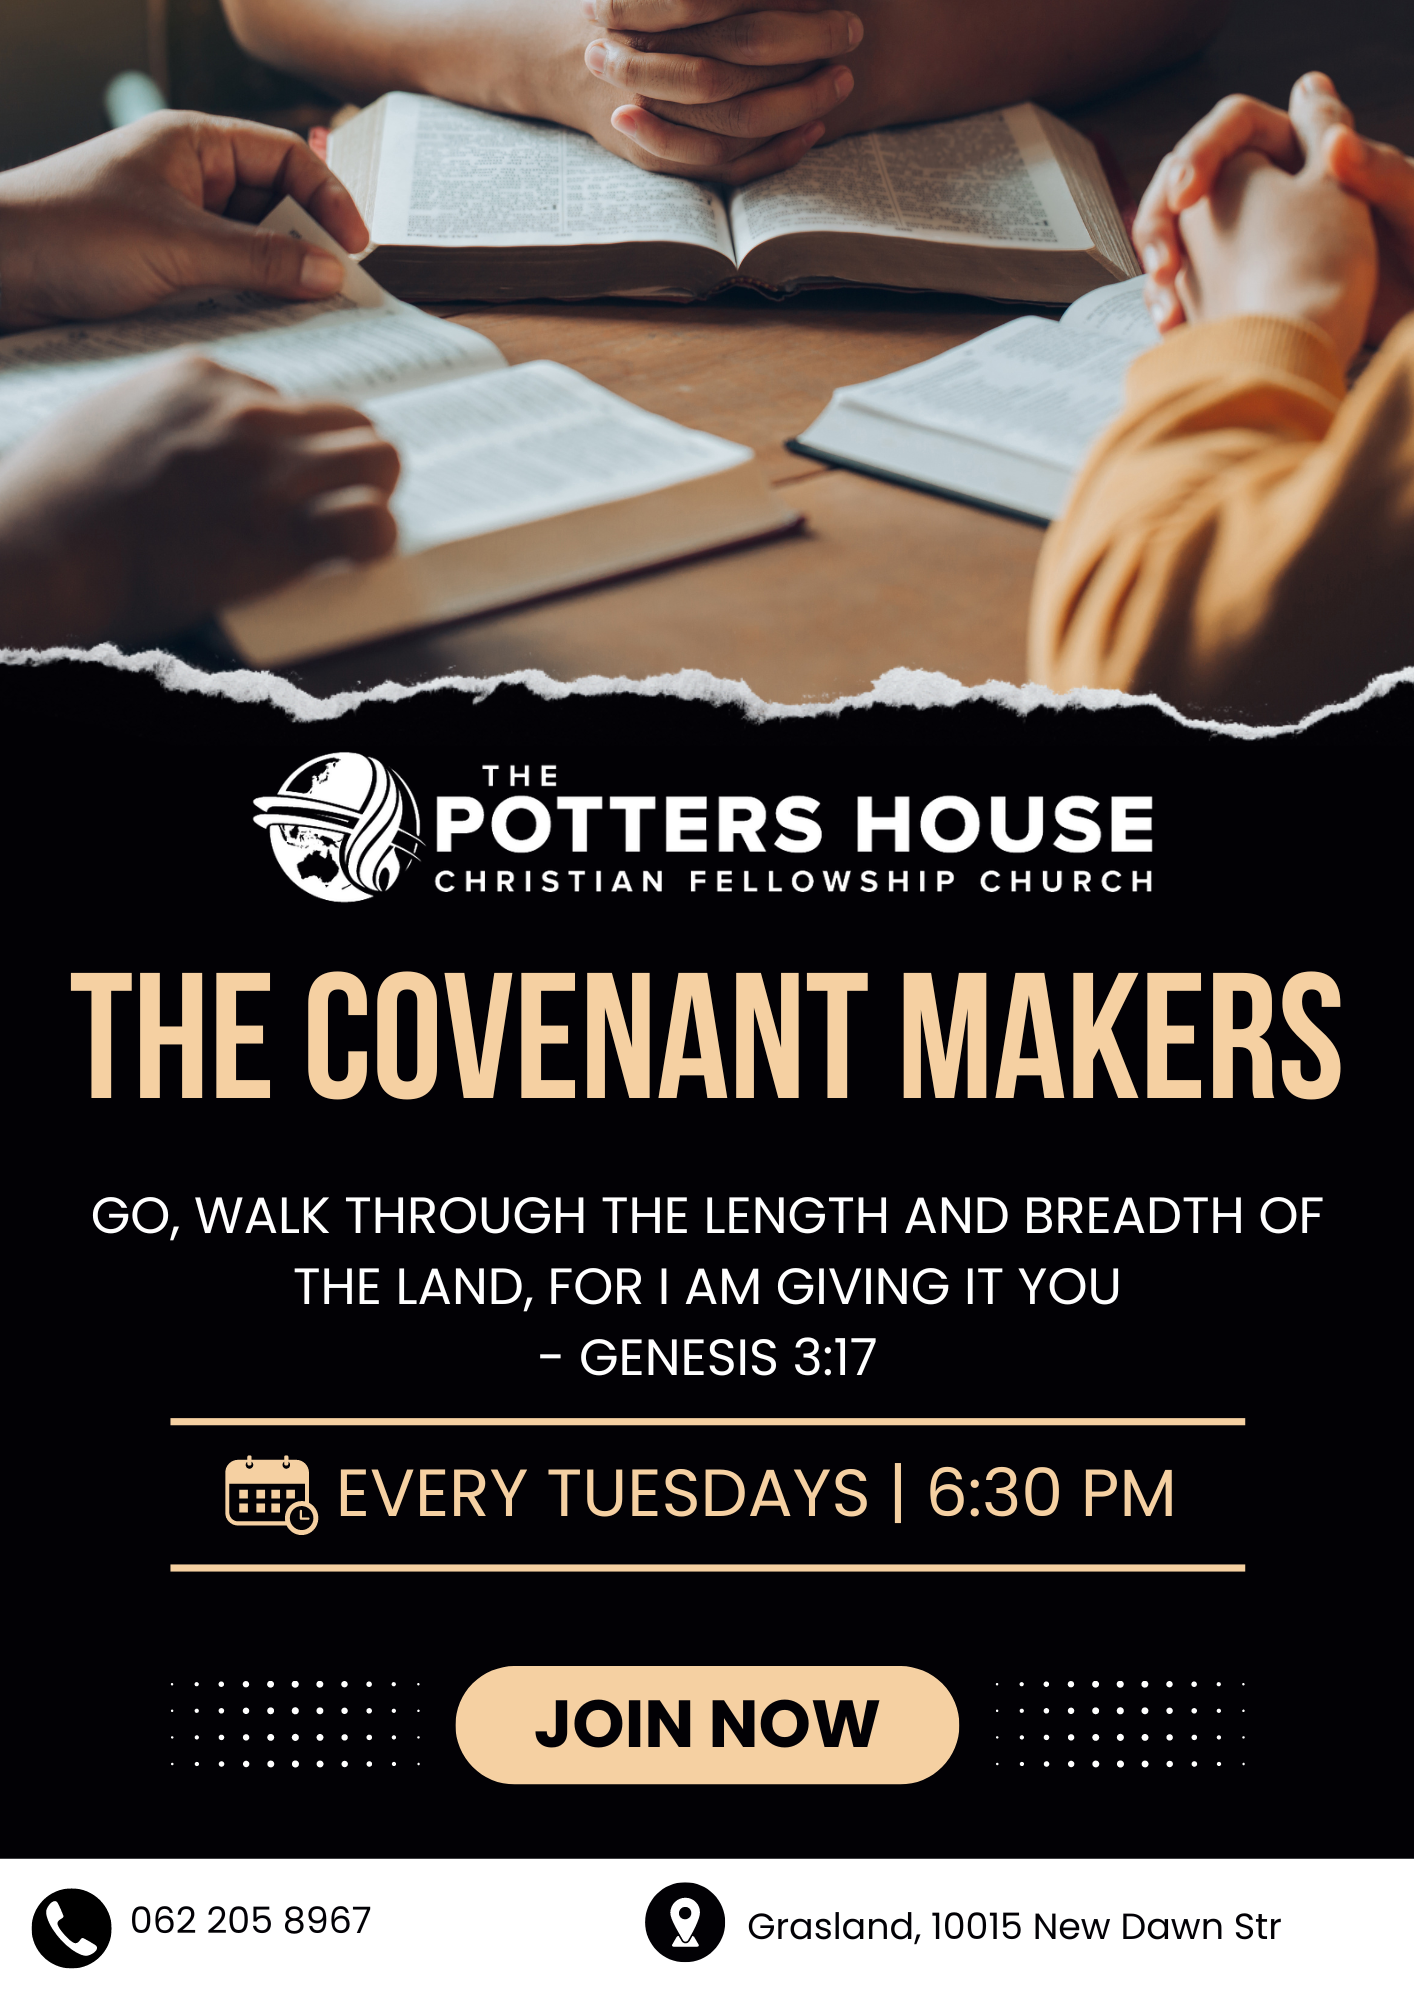 THE
POTTERS HOUSE
CHRISTIAN FELLOWSHIP CHURCH
THE COVENANT MAKERS
GO, WALK THROUGH THE LENGTH AND BREADTH OF
THE LAND, FOR I AM GIVING IT YOU
- GENESIS 3:17
EVERY TUESDAYS | 6:30 PM
JOIN NOW
062 205 8967
Grasland, 10015 New Dawn Str